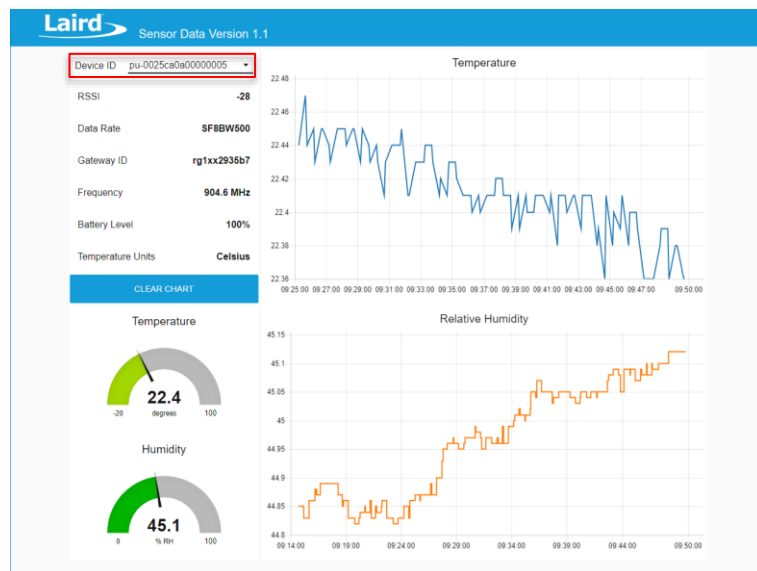 Laird
Sensor Data Version 1.1
Device ID pu-0025ca0a00000005
RSSI -28
Data Rate SF8BW500
Gateway ID rg1xx2935b7
Frequency 904.6 MHz
Battery Level 100%
Temperature Units Celsius
CLEAR CHART
Temperature
22.4
-20 degrees 100
Humidity
45.1
0 % RH 100
Temperature
22.48
22.46
22.44
22.42
22.4
22.38
22.36
09:25:00 09:27:00 09:29:00 09:31:00 09:33:00 09:35:00 09:37:00 09:39:00 09:41:00 09:43:00 09:45:00 09:47:00 09:50:00
Relative Humidity
45.15
45.1
45.05
45
44.95
44.9
44.85
44.8
09:14:00 09:19:00 09:24:00 09:29:00 09:34:00 09:39:00 09:44:00 09:50:00